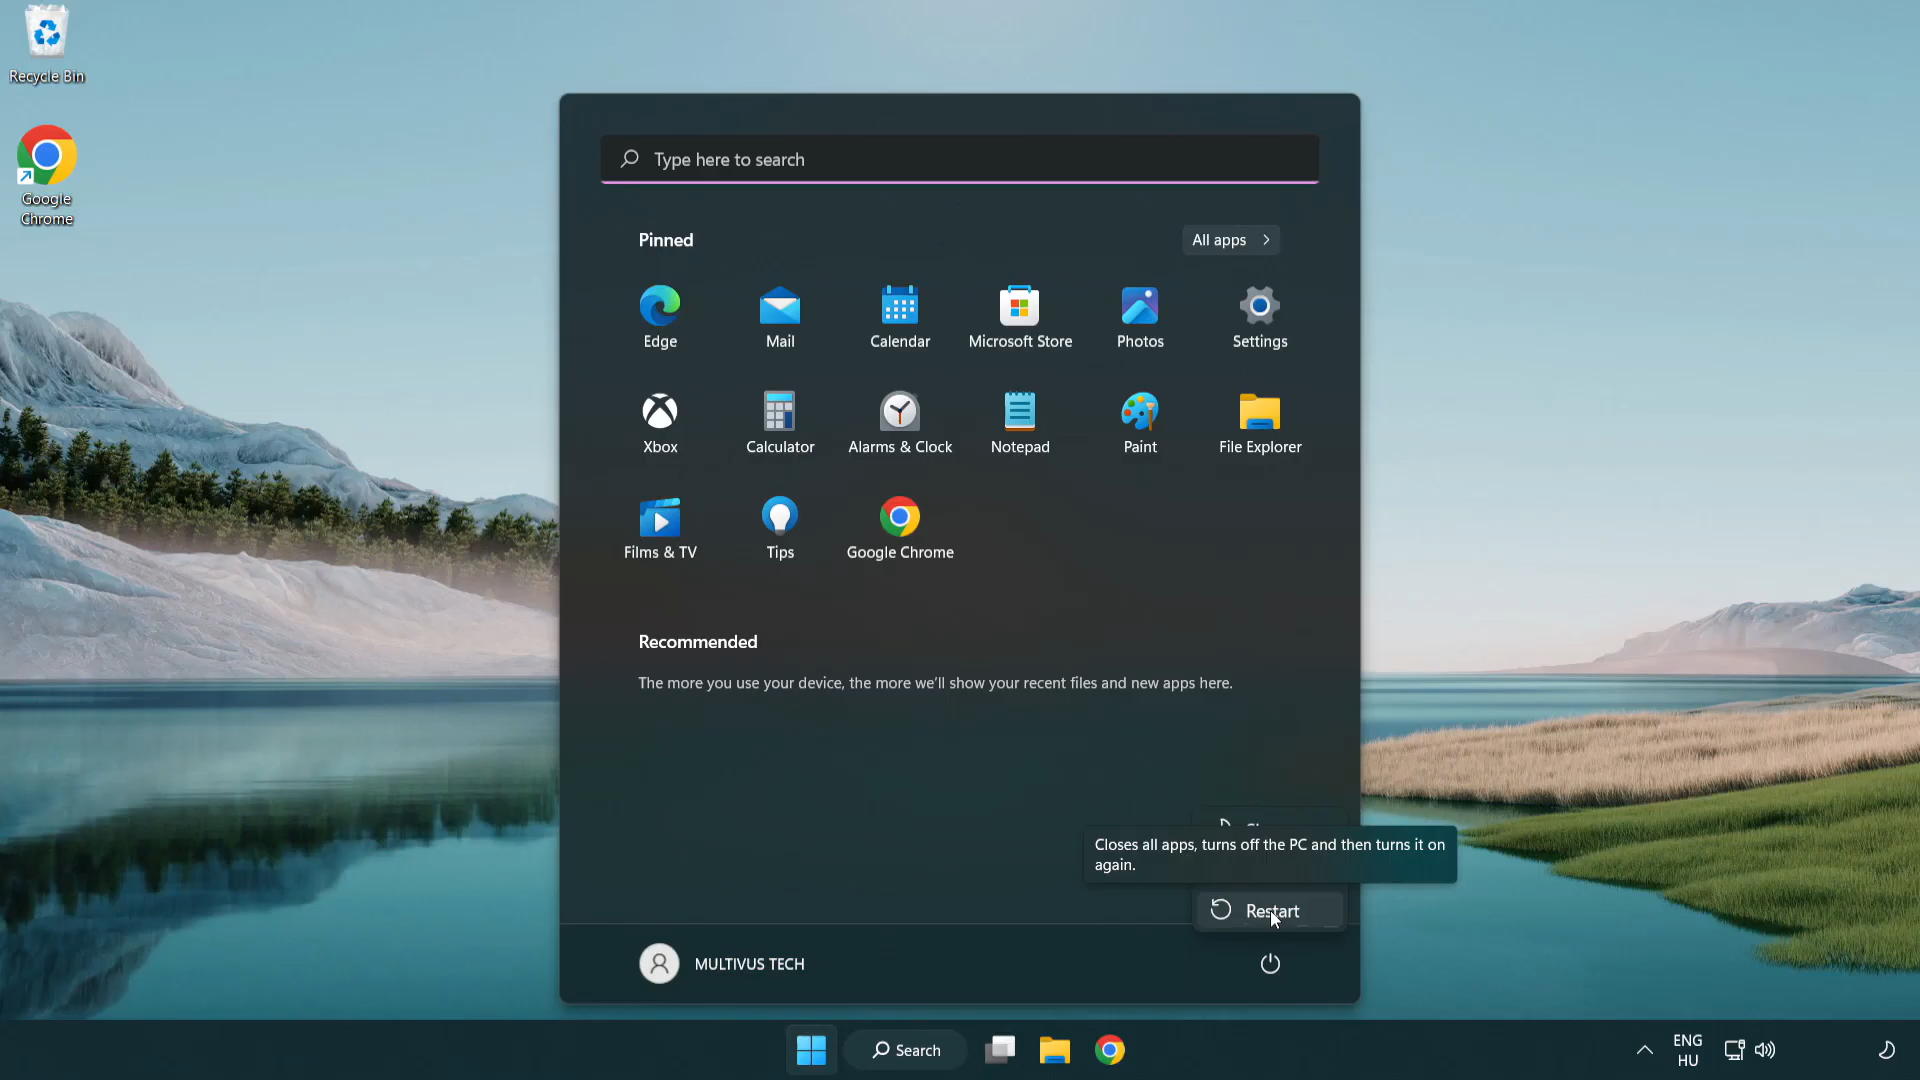 Recycle Bin
Google
Chrome
Type here to search
Pinned
All apps
Edge
Mail
Calendar
Microsoft Store
Photos
Settings
Xbox
Calculator
Alarms & Clock
Notepad
Paint
File Explorer
Films & TV
Tips
Google Chrome
Recommended
The more you use your device, the more we'll show your recent files and new apps here.
Closes all apps, turns off the PC and then turns it on
again.
Restart
MULTIVUS TECH
Search
ENG
HU